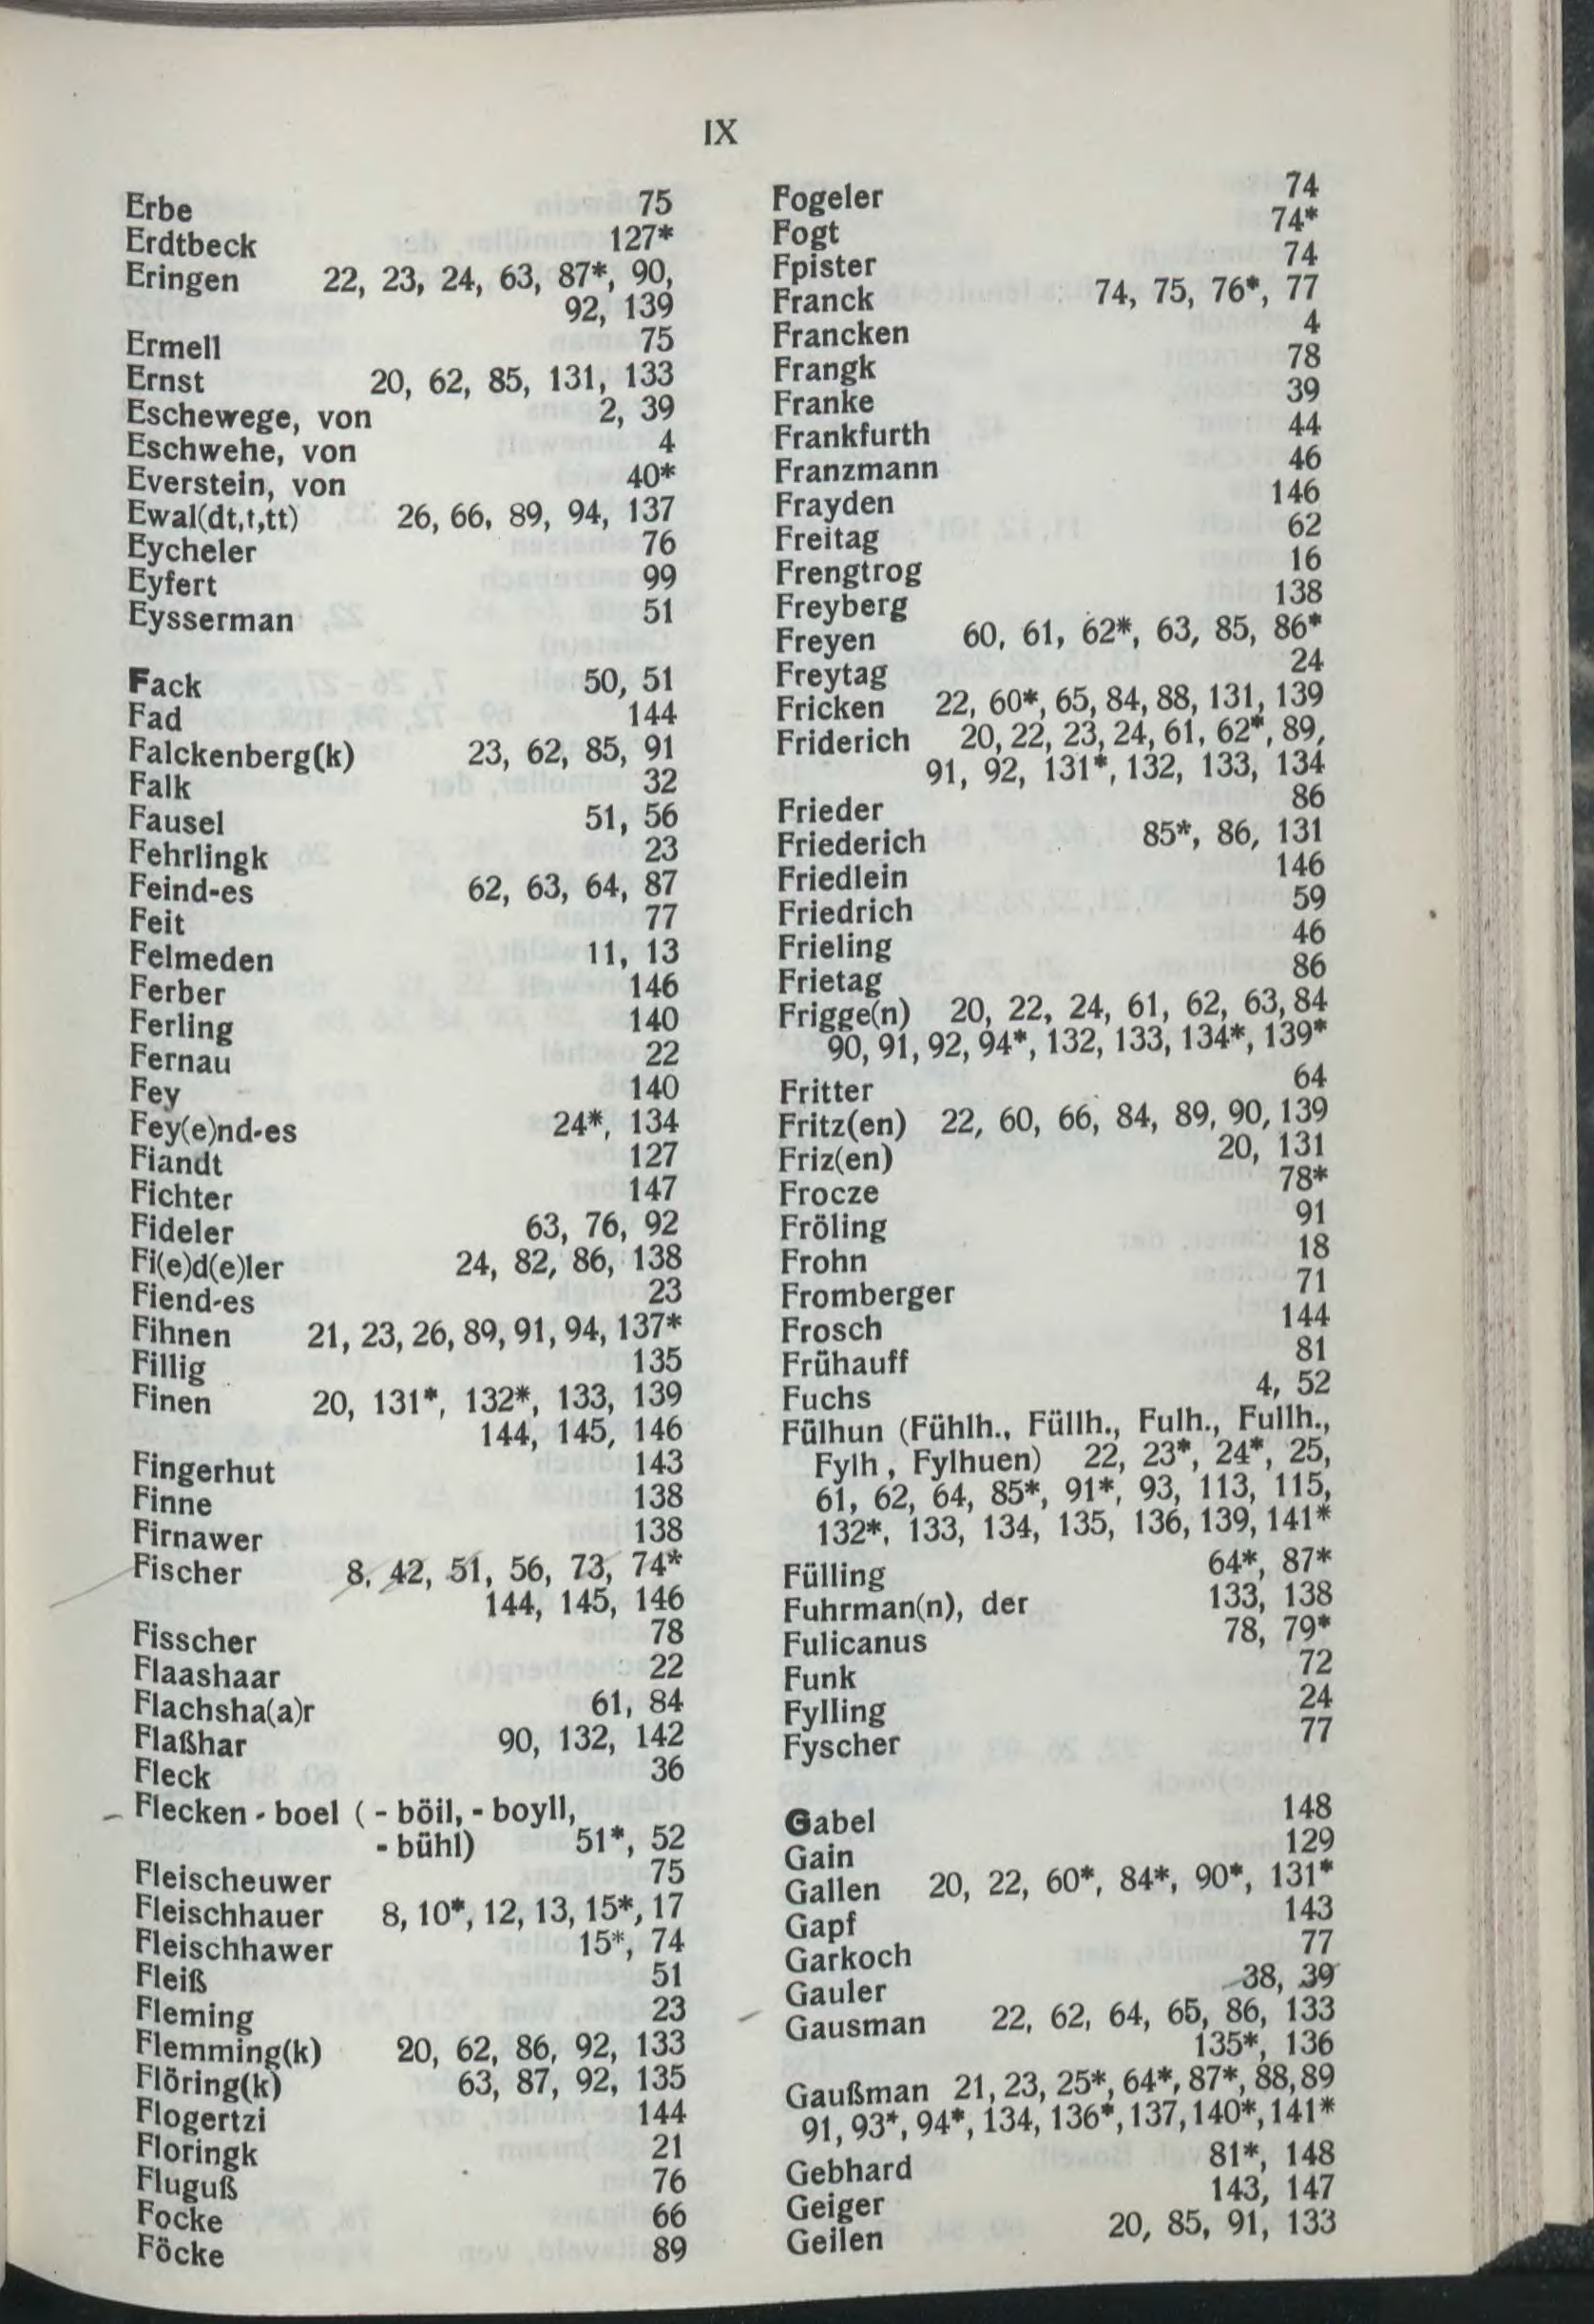 IX
Erbe 75
Erdtbeck 127*
Eringen 22, 23, 24, 63, 87*, 90,
92, 139
Ermell 75
Ernst 20, 62, 85, 131, 133
Eschewege, von 2, 39
Eschwehe, von 4
Everstein, von 40*
Ewal(dt,t,tt) 26, 66, 89, 94, 137
Eycheler 76
Eyfert 99
Eysserman 51
Fack 50, 51
Fad 144
Falckenberg(k) 23, 62, 85, 91
Falk 32
Fausel 51, 56
Fehrlingk 23
Feind-es 62, 63, 64, 87
Feit 77
Felmeden 11, 13
Ferber 146
Ferling 140
Fernau 22
Fey 140
Fey(e)nd-es 24*, 134
Fiandt 127
Fichter 147
Fideler 63, 76, 92
Fi(e)d(e)ler 24, 82, 86, 138
Fiend-es 23
Fihnen 21, 23, 26, 89, 91, 94, 137*
Fillig 135
Finen 20, 131*, 132*, 133, 139
144, 145, 146
Fingerhut 143
Finne 138
Firnawer 138
Fischer 8, 42, 51, 56, 73, 74*
144, 145, 146
Fisscher 78
Flaashaar 22
Flachsha(a)r 61, 84
Flaßhar 90, 132, 142
Fleck 36
Flecken - boel ( - böil, - boyll,
- bühl) 51*, 52
Fleischeuwer 75
Fleischhauer 8, 10*, 12, 13, 15*, 17
Fleischhawer 15*, 74
Fleiß 51
Fleming 23
Flemming(k) 20, 62, 86, 92, 133
Flöring(k) 63, 87, 92, 135
Flogertzi 144
Floringk 21
Fluguß 76
Focke 66
Föcke 89
Fogeler 74
Fogt 74*
Fpister 74
Franck 74, 75, 76*, 77
Francken 4
Frangk 78
Franke 39
Frankfurth 44
Franzmann 46
Frayden 146
Freitag 62
Frengtrog 16
Freyberg 138
Freyen 60, 61, 62*, 63, 85, 86*
Freytag 24
Fricken 22, 60*, 65, 84, 88, 131, 139
Friderich 20, 22, 23, 24, 61, 62*, 89,
91, 92, 131*, 132, 133, 134
Frieder 86
Friederich 85*, 86, 131
Friedlein 146
Friedrich 59
Frieling 46
Frietag 86
Frigge(n) 20, 22, 24, 61, 62, 63, 84
90, 91, 92, 94*, 132, 133, 134*, 139*
Fritter 64
Fritz(en) 22, 60, 66, 84, 89, 90, 139
Friz(en) 20, 131
Frocze 78*
Fröling 91
Frohn 18
Fromberger 71
Frosch 144
Frühauff 81
Fuchs 4, 52
Fülhun (Fühlh., Füllh., Fulh., Fullh.,
Fylh , Fylhuen) 22, 23*, 24*, 25,
61, 62, 64, 85*, 91*, 93, 113, 115,
132*, 133, 134, 135, 136, 139, 141*
Fülling 64*, 87*
Fuhrman(n), der 133, 138
Fulicanus 78, 79*
Funk 72
Fylling 24
Fyscher 77
Gabel 148
Gain 129
Gallen 20, 22, 60*, 84*, 90*, 131*
Gapf 143
Garkoch 77
Gauler 38, 39
Gausman 22, 62, 64, 65, 86, 133
135*, 136
Gaußman 21, 23, 25*, 64*, 87*, 88, 89
91, 93*, 94*, 134, 136*, 137, 140*, 141*
Gebhard 81*, 148
Geiger 143, 147
Geilen 20, 85, 91, 133